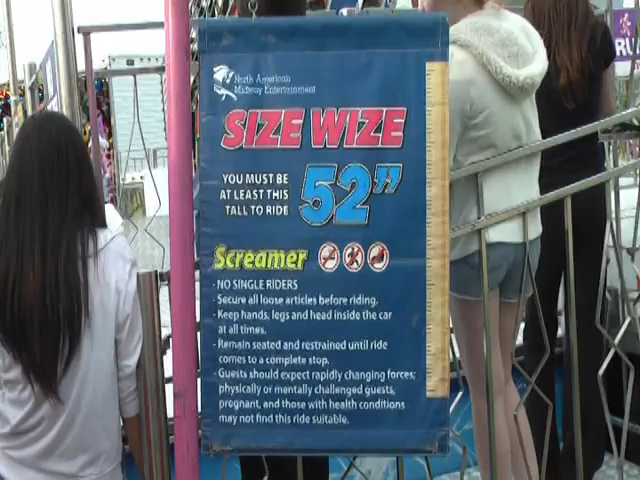 North American
Midway Entertainment
SIZE WIZE
YOU MUST BE
AT LEAST THIS
TALL TO RIDE
52"
Screamer
- NO SINGLE RIDERS
- Secure all loose articles before riding.
- Keep hands, legs and head inside the car
at all times.
- Remain seated and restrained until ride
comes to a complete stop.
- Guests should expect rapidly changing forces;
physically or mentally challenged guests,
pregnant, and those with health conditions
may not find this ride suitable.
RU